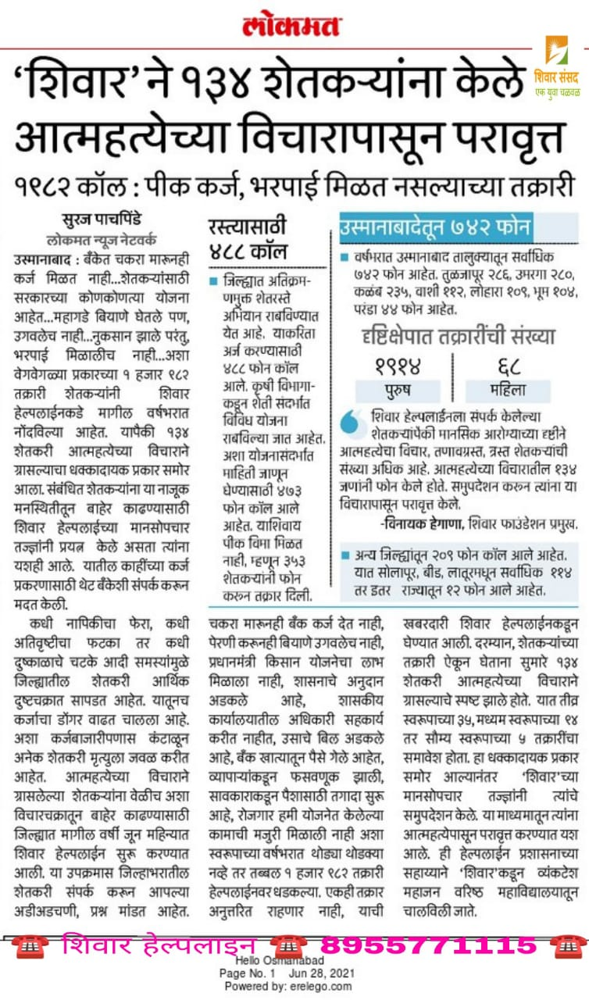 लोकमत
शिवार संसद
एक युवा चळवळ
‘शिवार’ ने १३४ शेतकऱ्यांना केले
आत्महत्येच्या विचारापासून परावृत्त
१९८२ कॉल : पीक कर्ज, भरपाई मिळत नसल्याच्या तक्रारी
सुरज पाचपिंडे
लोकमत न्यूज नेटवर्क
उस्मानाबाद : बँकेत चकरा मारूनही
कर्ज मिळत नाही...शेतकऱ्यांसाठी
सरकारच्या कोणकोणत्या योजना
आहेत...महागडे बियाणे घेतले पण,
उगवलेच नाही...नुकसान झाले परंतु,
भरपाई मिळालीच नाही...अशा
वेगवेगळ्या प्रकारच्या १ हजार ९८२
तक्रारी शेतकऱ्यांनी शिवार
हेल्पलाईनकडे मागील वर्षभरात
नोंदविल्या आहेत. यापैकी १३४
शेतकरी आत्महत्येच्या विचाराने
ग्रासल्याचा धक्कादायक प्रकार समोर
आला. संबंधित शेतकऱ्यांना या नाजूक
मनस्थितीतून बाहेर काढण्यासाठी
शिवार हेल्पलाईच्या मानसोपचार
तज्ज्ञांनी प्रयत्न केले असता त्यांना
यशही आले. यातील काहींच्या कर्ज
प्रकरणासाठी थेट बँकेशी संपर्क करून
मदत केली.
कधी नापिकीचा फेरा, कधी
अतिवृष्टीचा फटका तर कधी
दुष्काळाचे चटके आदी समस्यांमुळे
जिल्ह्यातील शेतकरी आर्थिक
दुष्टचक्रात सापडत आहेत. यातूनच
कर्जाचा डोंगर वाढत चालला आहे.
अशा कर्जबाजारीपणास कंटाळून
अनेक शेतकरी मृत्युला जवळ करीत
आहेत. आत्महत्येच्या विचाराने
ग्रासलेल्या शेतकऱ्यांना वेळीच अशा
विचारचक्रातून बाहेर काढण्यासाठी
जिल्ह्यात मागील वर्षी जून महिन्यात
शिवार हेल्पलाईन सुरू करण्यात
आली. या उपक्रमास जिल्हाभरातील
शेतकरी संपर्क करून आपल्या
अडीअडचणी, प्रश्न मांडत आहेत.
रस्त्यासाठी
४८८ कॉल
जिल्ह्यात अतिक्रम-
णमुक्त शेतरस्ते
अभियान राबविण्यात
येत आहे. याकरिता
अर्ज करण्यासाठी
४८८ फोन कॉल
आले. कृषी विभागा-
कडून शेती संदर्भात
विविध योजना
राबविल्या जात आहेत.
अशा योजनासंदर्भात
माहिती जाणून
घेण्यासाठी ४७३
फोन कॉल आले
आहेत. याशिवाय
पीक विमा मिळत
नाही, म्हणून ३५३
शेतकऱ्यांनी फोन
करून तक्रार दिली.
उस्मानाबादेतून ७४२ फोन
वर्षभरात उस्मानाबाद तालुक्यातून सर्वाधिक
७४२ फोन आहेत. तुळजापूर २८६, उमरगा २८०,
कळंब २३५, वाशी ११२, लोहारा १०९, भूम १०४,
परंडा ४४ फोन आहेत.
दृष्टिक्षेपात तक्रारींची संख्या
१९१४ ६८
पुरुष महिला
शिवार हेल्पलाईनला संपर्क केलेल्या
शेतकऱ्यांपैकी मानसिक आरोग्याच्या दृष्टीने
आत्महत्येचा विचार, तणावग्रस्त, त्रस्त शेतकऱ्यांची
संख्या अधिक आहे. आत्महत्येच्या विचारातील १३४
जणांनी फोन केले होते. समुपदेशन करून त्यांना या
विचारापासून परावृत्त केले.
-विनायक हेगाणा, शिवार फाउंडेशन प्रमुख.
अन्य जिल्ह्यांतून २०९ फोन कॉल आले आहेत.
यात सोलापूर, बीड, लातूरमधून सर्वाधिक ११४
तर इतर राज्यातून १२ फोन आले आहेत.
चकरा मारूनही बँक कर्ज देत नाही,
पेरणी करूनही बियाणे उगवलेच नाही,
प्रधानमंत्री किसान योजनेचा लाभ
मिळाला नाही, शासनाचे अनुदान
अडकले आहे, शासकीय
कार्यालयातील अधिकारी सहकार्य
करीत नाहीत, उसाचे बिल अडकले
आहे, बँक खात्यातून पैसे गेले आहेत,
व्यापाऱ्यांकडून फसवणूक झाली,
सावकाराकडून पैशासाठी तगादा सुरू
आहे, रोजगार हमी योजनेत केलेल्या
कामाची मजुरी मिळाली नाही अशा
स्वरूपाच्या वर्षभरात थोड्या थोडक्या
नव्हे तर तब्बल १ हजार ९८२ तक्रारी
हेल्पलाईनवर धडकल्या. एकही तक्रार
अनुत्तरित राहणार नाही, याची
खबरदारी शिवार हेल्पलाईनकडून
घेण्यात आली. दरम्यान, शेतकऱ्यांच्या
तक्रारी ऐकून घेताना सुमारे १३४
शेतकरी आत्महत्येच्या विचाराने
ग्रासल्याचे स्पष्ट झाले होते. यात तीव्र
स्वरूपाच्या ३५, मध्यम स्वरूपाच्या ९४
तर सौम्य स्वरूपाच्या ५ तक्रारींचा
समावेश होता. हा धक्कादायक प्रकार
समोर आल्यानंतर ‘शिवार’च्या
मानसोपचार तज्ज्ञांनी त्यांचे
समुपदेशन केले. या माध्यमातून त्यांना
आत्महत्येपासून परावृत्त करण्यात यश
आले. ही हेल्पलाईन प्रशासनाच्या
सहाय्याने ‘शिवार’कडून व्यंकटेश
महाजन वरिष्ठ महाविद्यालयातून
चालविली जाते.
☎ शिवार हेल्पलाइन ☎ 8955771115 ☎
Hello Osmanabad
Page No. 1 Jun 28, 2021
Powered by: erelego.com